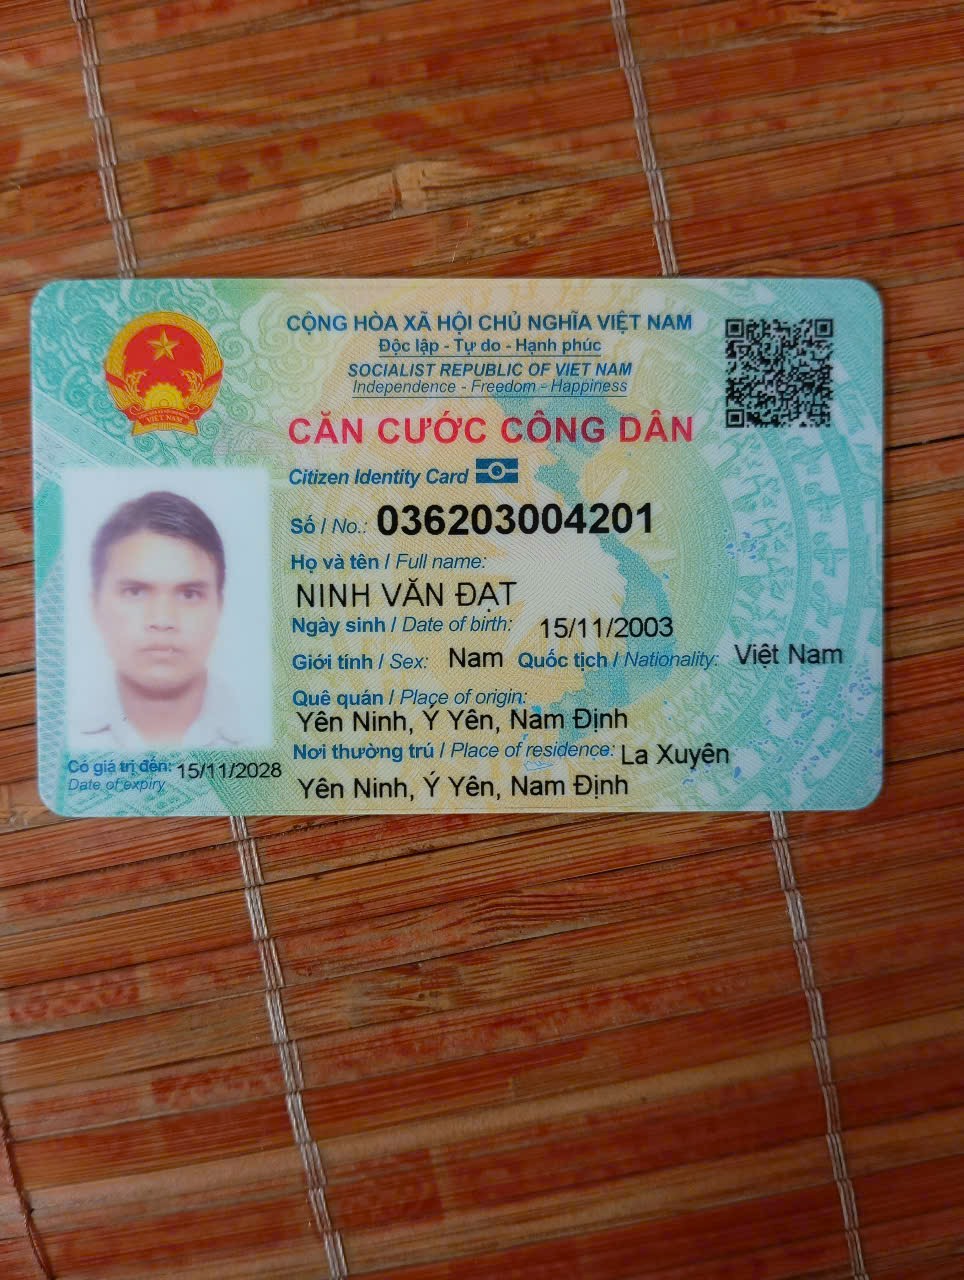 CỘNG HÒA XÃ HỘI CHỦ NGHĨA VIỆT NAM
Độc lập - Tự do - Hạnh phúc
SOCIALIST REPUBLIC OF VIET NAM
Independence - Freedom - Happiness
CĂN CƯỚC CÔNG DÂN
Citizen Identity Card
Số / No.: 036203004201
Họ và tên / Full name:
NINH VĂN ĐẠT
Ngày sinh / Date of birth: 15/11/2003
Giới tính / Sex: Nam Quốc tịch / Nationality: Việt Nam
Quê quán / Place of origin:
Yên Ninh, Ý Yên, Nam Định
Nơi thường trú / Place of residence: La Xuyên
Yên Ninh, Ý Yên, Nam Định
Có giá trị đến: 15/11/2028
Date of expiry
VIỆT NAM